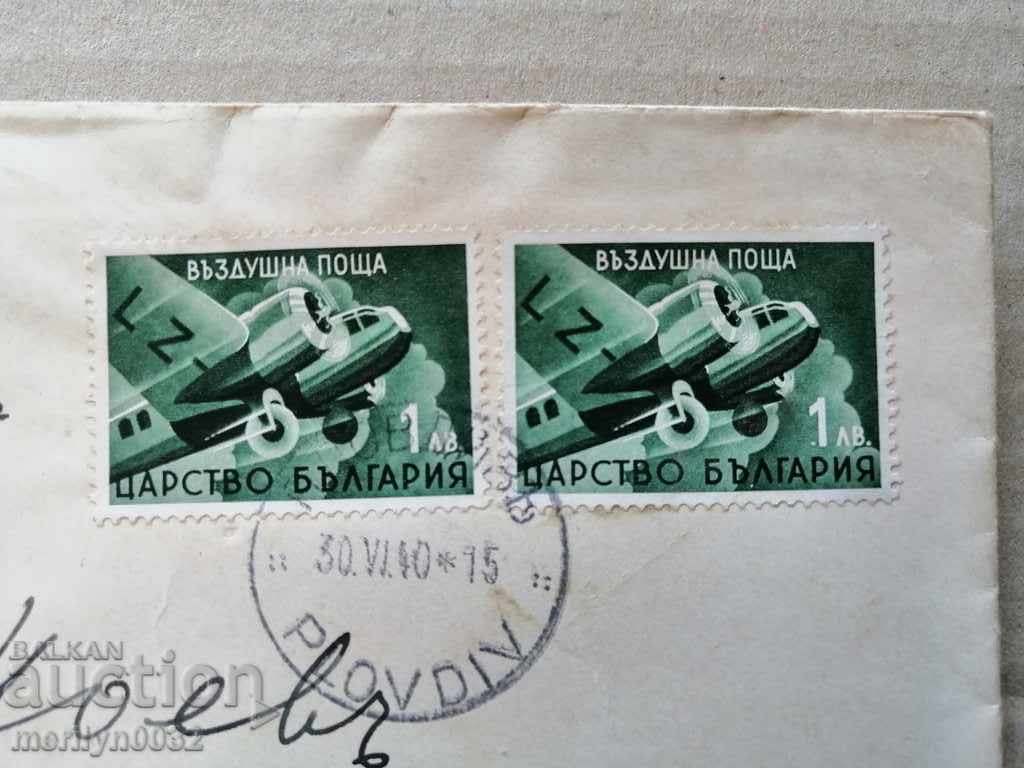 ВЪЗДУШНА ПОЩА
LZ
1 ЛВ.
ЦАРСТВО БЪЛГАРИЯ
ВЪЗДУШНА ПОЩА
LZ
1 ЛВ.
ЦАРСТВО БЪЛГАРИЯ
30.VI.40*15
PLOVDIV
BALKAN
auction
merilyn0032